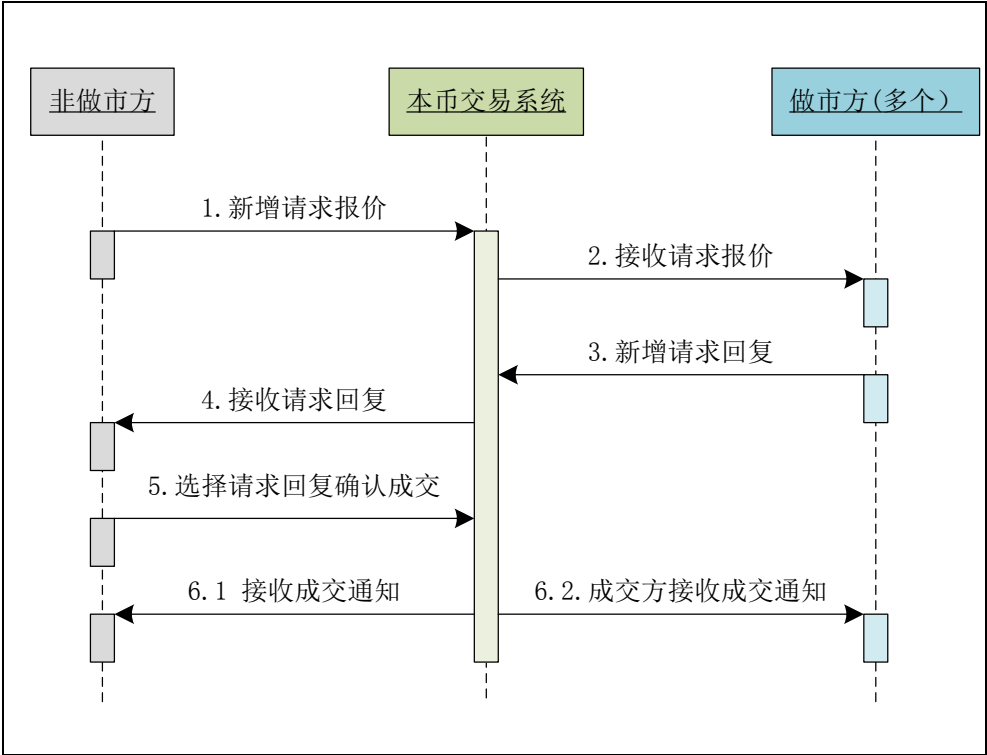 非做市方
本币交易系统
做市方(多个）
1.新增请求报价
2.接收请求报价
3.新增请求回复
4.接收请求回复
5.选择请求回复确认成交
6.1 接收成交通知
6.2.成交方接收成交通知